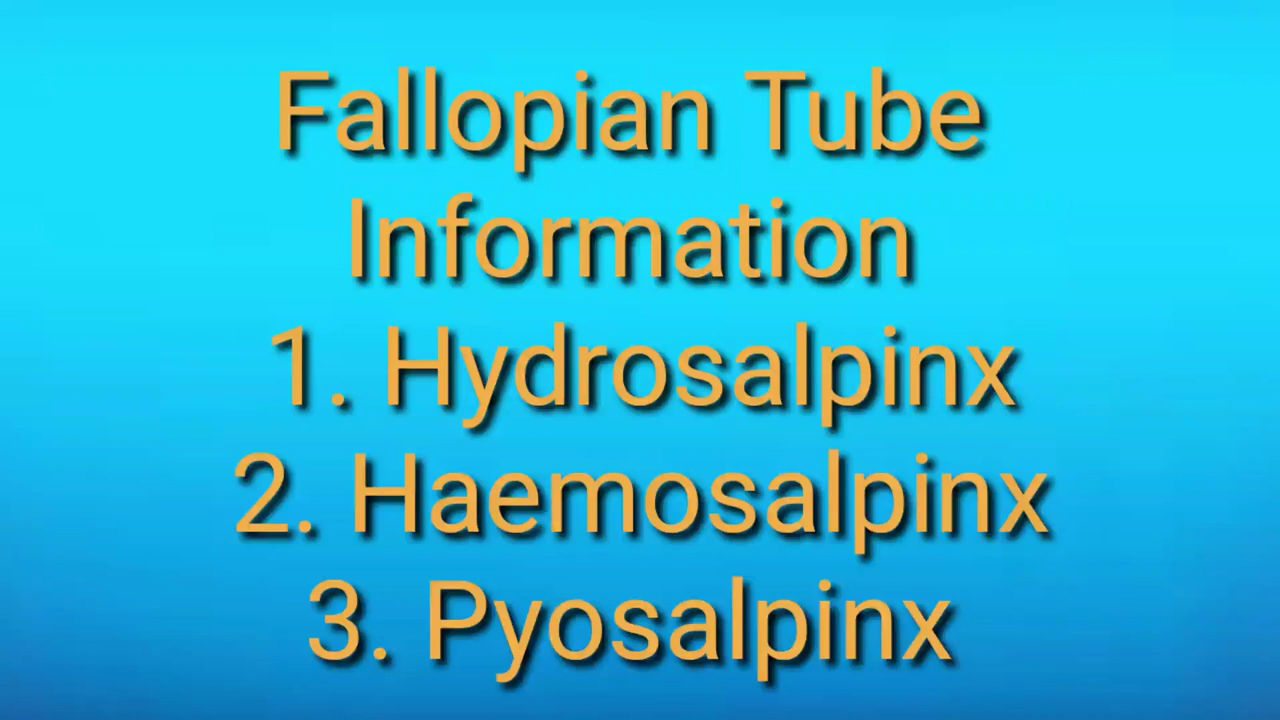 Fallopian Tube
Information
1. Hydrosalpinx
2. Haemosalpinx
3. Pyosalpinx